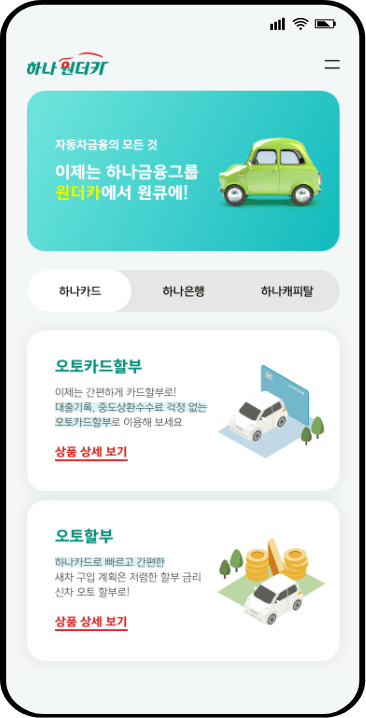 하나 원더카
자동차금융의 모든 것
이제는 하나금융그룹
원더카에서 원큐에!
하나카드 하나은행 하나캐피탈
오토카드할부
이제는 간편하게 카드할부로!
대출기록, 중도상환수수료 걱정 없는
오토카드할부로 이용해 보세요
상품 상세 보기
오토할부
하나카드로 빠르고 간편한
새차 구입 계획은 저렴한 할부 금리
신차 오토 할부로!
상품 상세 보기